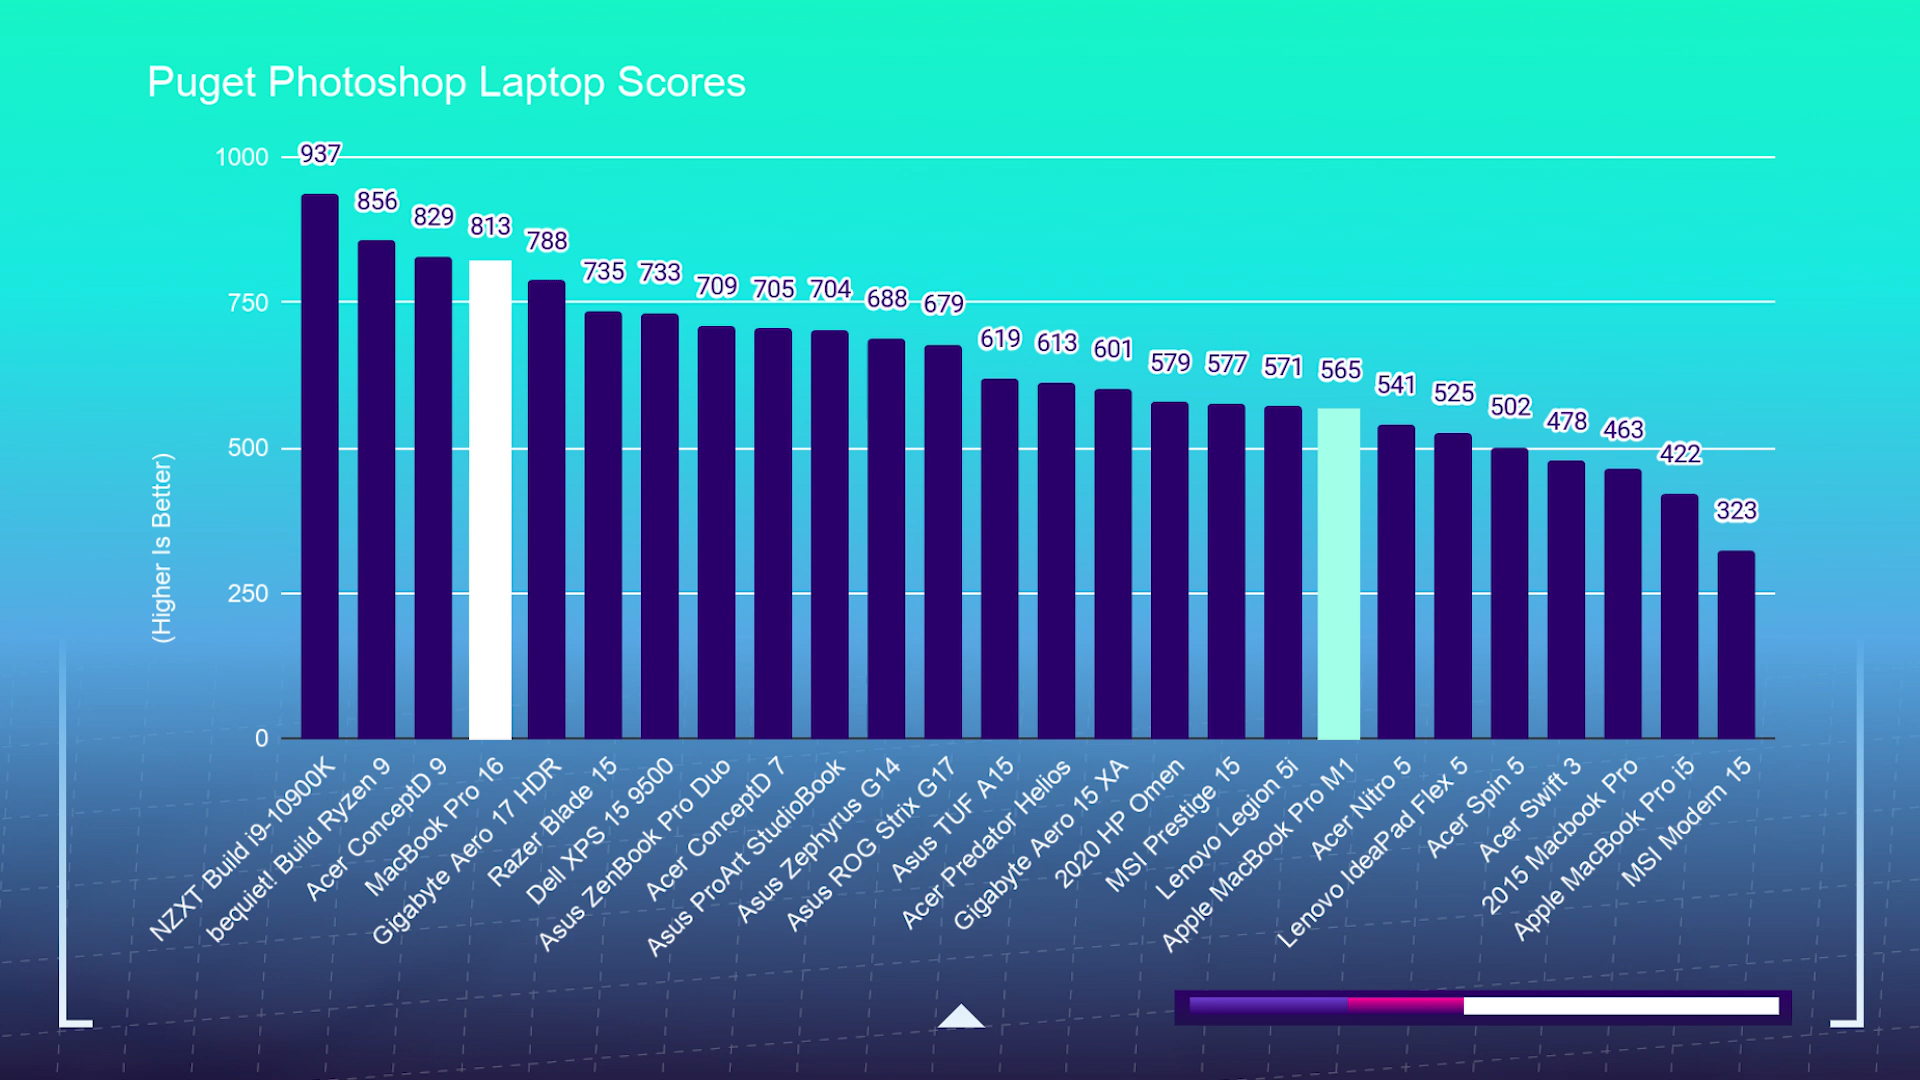 Puget Photoshop Laptop Scores
(Higher Is Better)
1000
750
500
250
0
937
856
829
813
788
735
733
709
705
704
688
679
619
613
601
579
577
571
565
541
525
502
478
463
422
323
NZXT Build i9-10900K
bequiet! Build Ryzen 9
Acer ConceptD 9
MacBook Pro 16
Gigabyte Aero 17 HDR
Razer Blade 15
Dell XPS 15 9500
Asus ZenBook Pro Duo
Acer ConceptD 7
Asus ProArt StudioBook
Asus Zephyrus G14
Asus ROG Strix G17
Asus TUF A15
Acer Predator Helios
Gigabyte Aero 15 XA
2020 HP Omen
MSI Prestige 15
Lenovo Legion 5i
Apple MacBook Pro M1
Acer Nitro 5
Lenovo IdeaPad Flex 5
Acer Spin 5
Acer Swift 3
2015 Macbook Pro
Apple MacBook Pro i5
MSI Modern 15